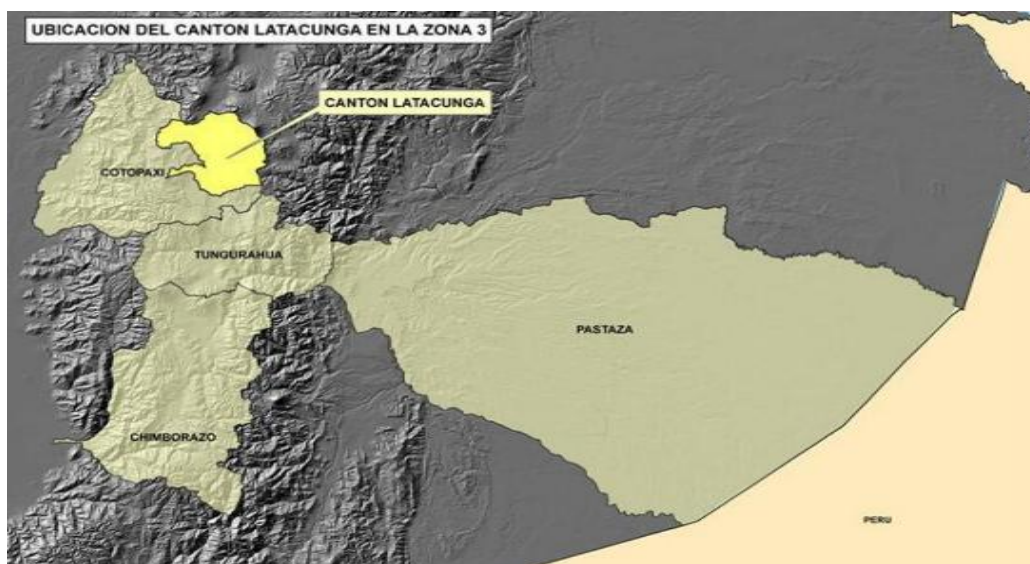 UBICACION DEL CANTON LATACUNGA EN LA ZONA 3
CANTON LATACUNGA
COTOPAXI
TUNGURAHUA
PASTAZA
CHIMBORAZO
PERU